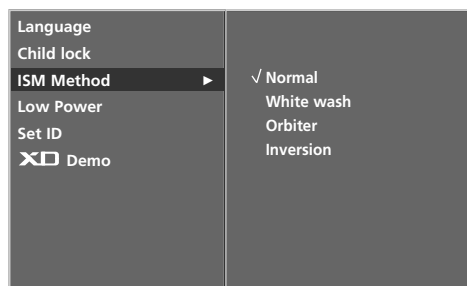 Language
Child lock
ISM Method ►
Low Power
Set ID
XD Demo
√ Normal
White wash
Orbiter
Inversion